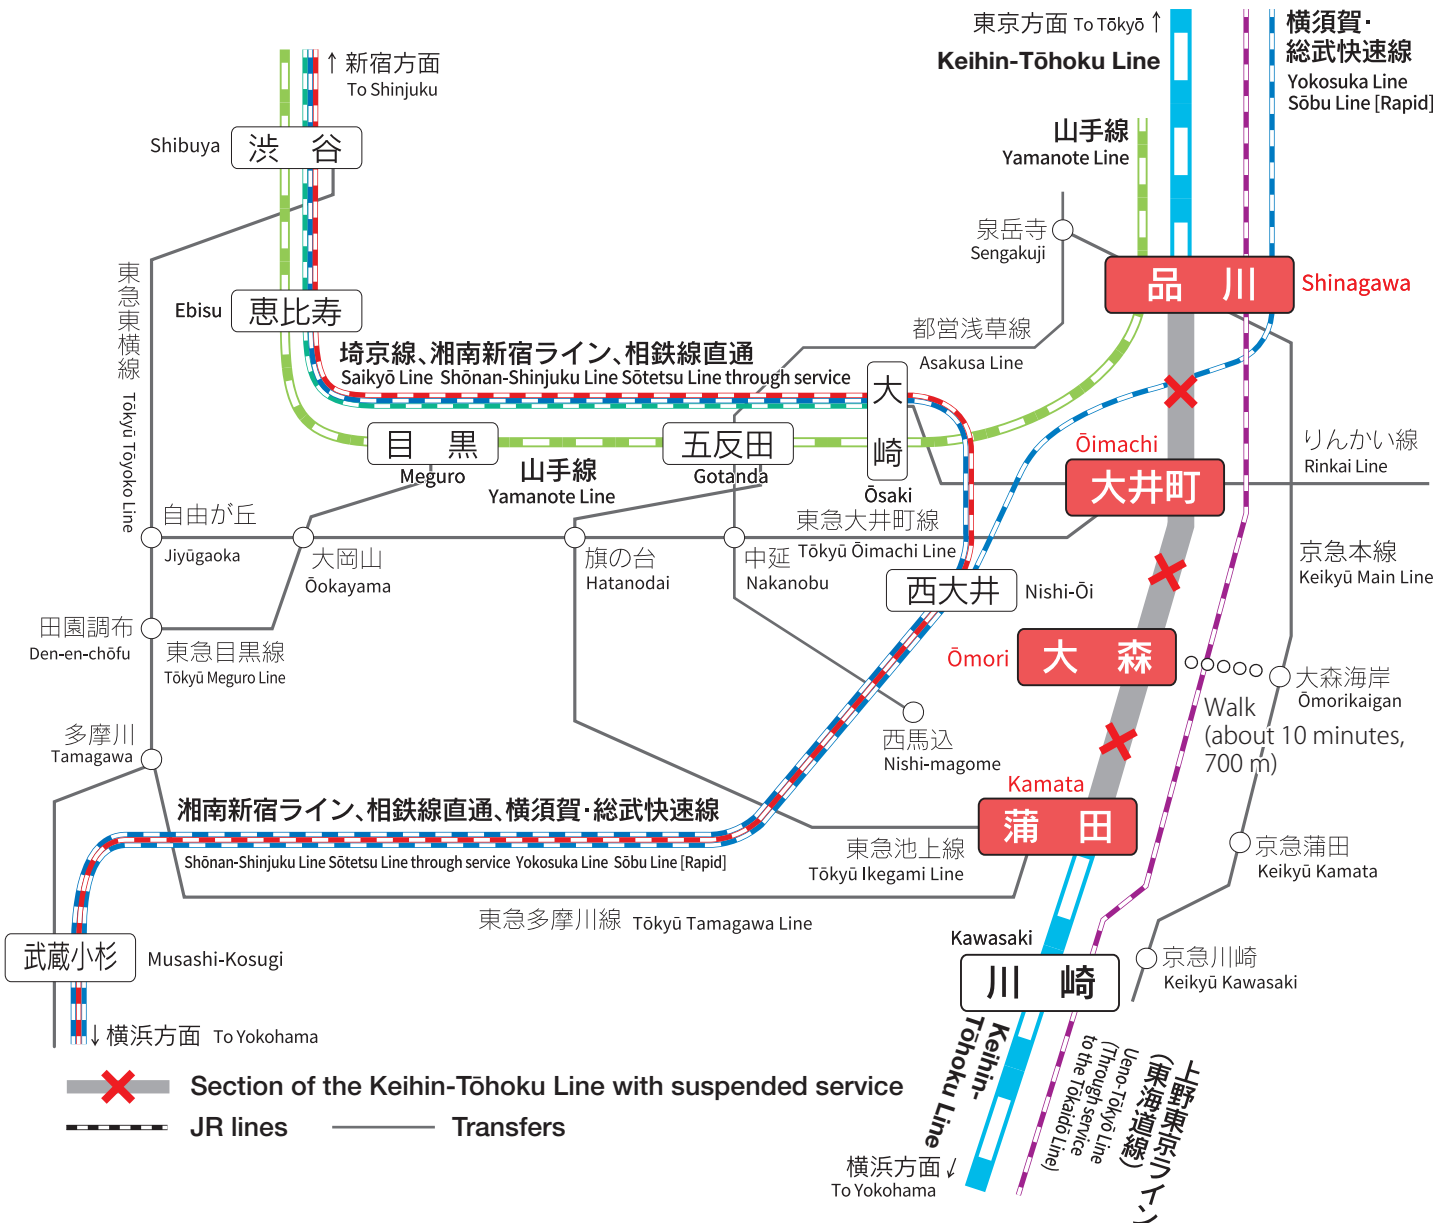 東京方面 To Tōkyō ↑
Keihin-Tōhoku Line
横須賀・
総武快速線
Yokosuka Line
Sōbu Line [Rapid]
↑ 新宿方面
To Shinjuku
山手線
Yamanote Line
Shibuya
渋 谷
泉岳寺
Sengakuji
品 川
Shinagawa
東急東横線 Tōkyū Tōyoko Line
Ebisu
恵比寿
都営浅草線
Asakusa Line
埼京線、湘南新宿ライン、相鉄線直通
Saikyō Line Shōnan-Shinjuku Line Sōtetsu Line through service
大崎
Ōsaki
目 黒
Meguro
山手線
Yamanote Line
五反田
Gotanda
Ōimachi
大井町
りんかい線
Rinkai Line
自由が丘
Jiyūgaoka
大岡山
Ōokayama
旗の台
Hatanodai
中延
Nakanobu
東急大井町線
Tōkyū Ōimachi Line
京急本線
Keikyū Main Line
西大井
Nishi-Ōi
田園調布
Den-en-chōfu
東急目黒線
Tōkyū Meguro Line
Ōmori
大 森
大森海岸
Ōmorikaigan
Walk
(about 10 minutes,
700 m)
多摩川
Tamagawa
西馬込
Nishi-magome
Kamata
蒲 田
湘南新宿ライン、相鉄線直通、横須賀・総武快速線
Shōnan-Shinjuku Line Sōtetsu Line through service Yokosuka Line Sōbu Line [Rapid]
東急池上線
Tōkyū Ikegami Line
京急蒲田
Keikyū Kamata
東急多摩川線 Tōkyū Tamagawa Line
武蔵小杉
Musashi-Kosugi
Kawasaki
川 崎
京急川崎
Keikyū Kawasaki
↓横浜方面 To Yokohama
Keihin-
Tōhoku Line
上野東京ライン
(東海道線)
Ueno-Tōkyō Line
(Through service
to the Tōkaidō Line)
横浜方面↓
To Yokohama
Section of the Keihin-Tōhoku Line with suspended service
JR lines
Transfers